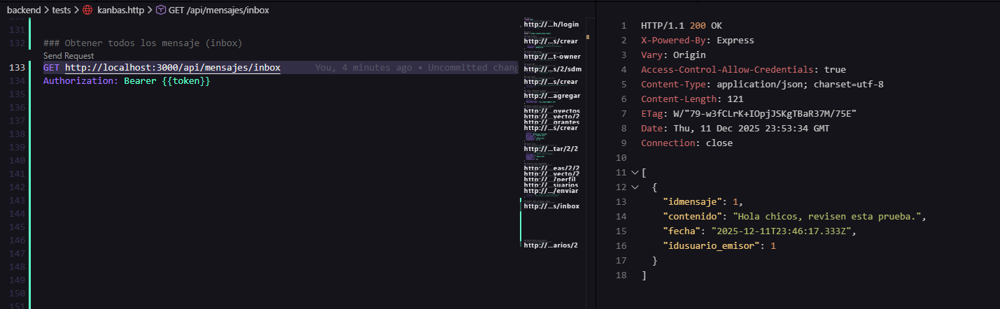 backend > tests > kanbas.http > GET /api/mensajes/inbox
131
132 ### Obtener todos los mensaje (inbox)
Send Request
133 GET http://localhost:3000/api/mensajes/inbox You, 4 minutes ago • Uncommitted chang
134 Authorization: Bearer {{token}}
135
136
137
138
139
140
141
142
143
144
145
146
147
148
149
150
151
http://...h/login
http://...s/crear
http://...t-owner
http://...s/2/sdm
http://...s/crear
http://...agregar
http://...oyectos
http://...yecto/2
http://...grantes
http://...s/crear
http://...tar/2/2
http://...eas/2/2
http://...yecto/2
http://.../perfil
http://...suarios
http://.../enviar
http://...s/inbox
http://...arios/2
1 HTTP/1.1 200 OK
2 X-Powered-By: Express
3 Vary: Origin
4 Access-Control-Allow-Credentials: true
5 Content-Type: application/json; charset=utf-8
6 Content-Length: 121
7 ETag: W/"79-w3fCLrK+IOpjJSKgTBaR37M/75E"
8 Date: Thu, 11 Dec 2025 23:53:34 GMT
9 Connection: close
10
11 [
12 {
13 "idmensaje": 1,
14 "contenido": "Hola chicos, revisen esta prueba.",
15 "fecha": "2025-12-11T23:46:17.333Z",
16 "idusuario_emisor": 1
17 }
18 ]